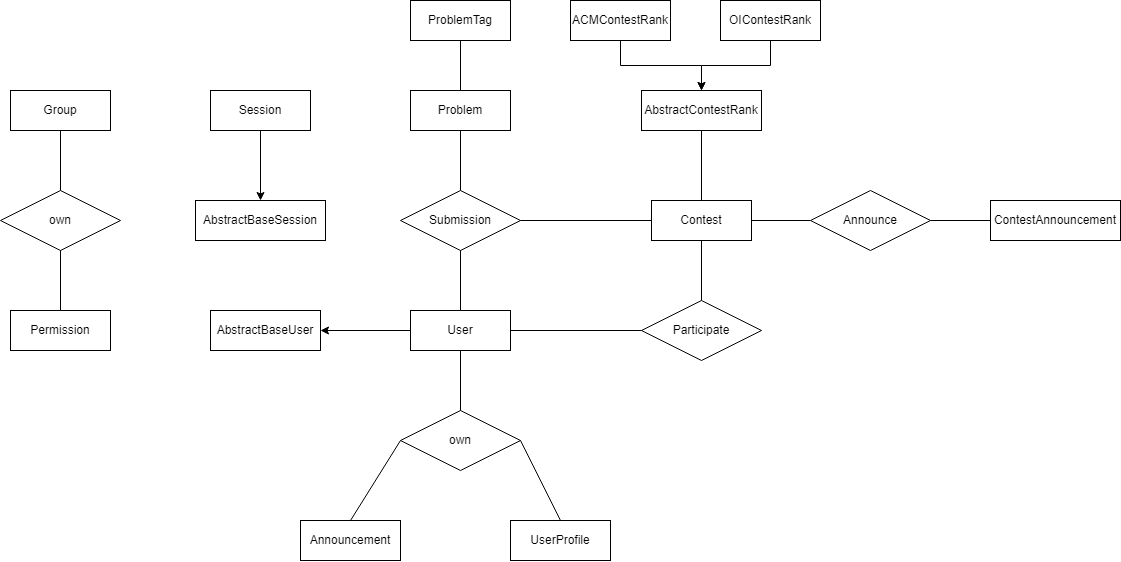 ProblemTag
ACMContestRank
OIContestRank
Group
Session
Problem
AbstractContestRank
own
AbstractBaseSession
Submission
Contest
Announce
ContestAnnouncement
Permission
AbstractBaseUser
User
Participate
own
Announcement
UserProfile